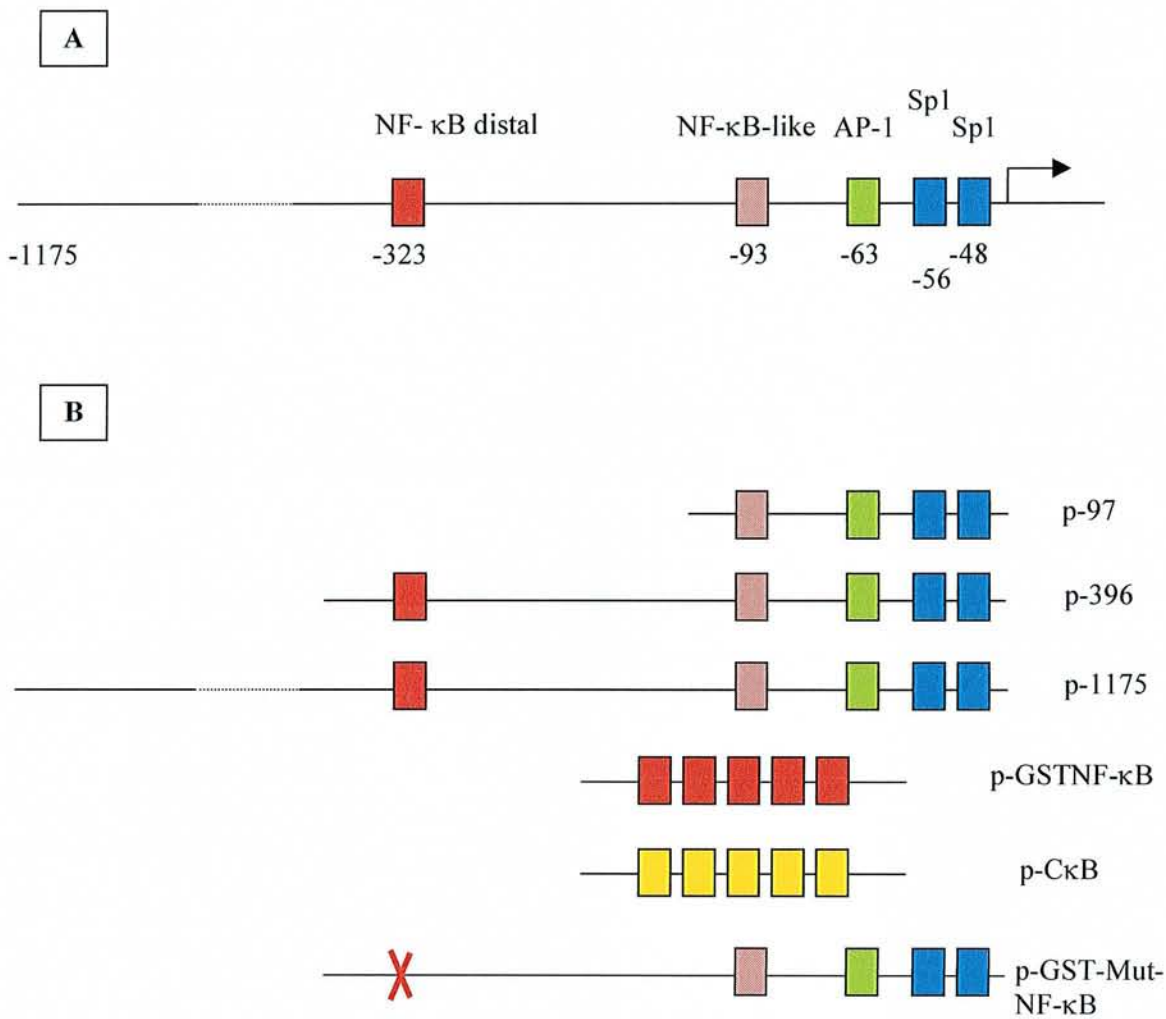 A
Sp1
NF- κB distal NF-κB-like AP-1 Sp1
-1175 -323 -93 -63 -48
-56
B
p-97
p-396
p-1175
p-GSTNF-κB
p-CκB
p-GST-Mut-
NF-κB